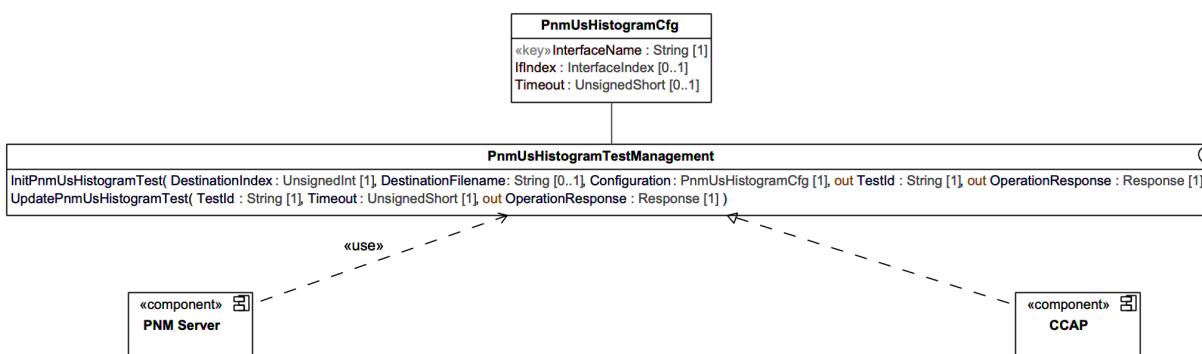 PnmUsHistogramCfg
«key»InterfaceName : String [1]
IfIndex : InterfaceIndex [0..1]
Timeout : UnsignedShort [0..1]
PnmUsHistogramTestManagement
InitPnmUsHistogramTest( DestinationIndex : UnsignedInt [1], DestinationFilename: String [0..1], Configuration : PnmUsHistogramCfg [1], out TestId : String [1], out OperationResponse : Response [1]
UpdatePnmUsHistogramTest( TestId : String [1], Timeout : UnsignedShort [1], out OperationResponse : Response [1] )
«use»
«component»
PNM Server
«component»
CCAP